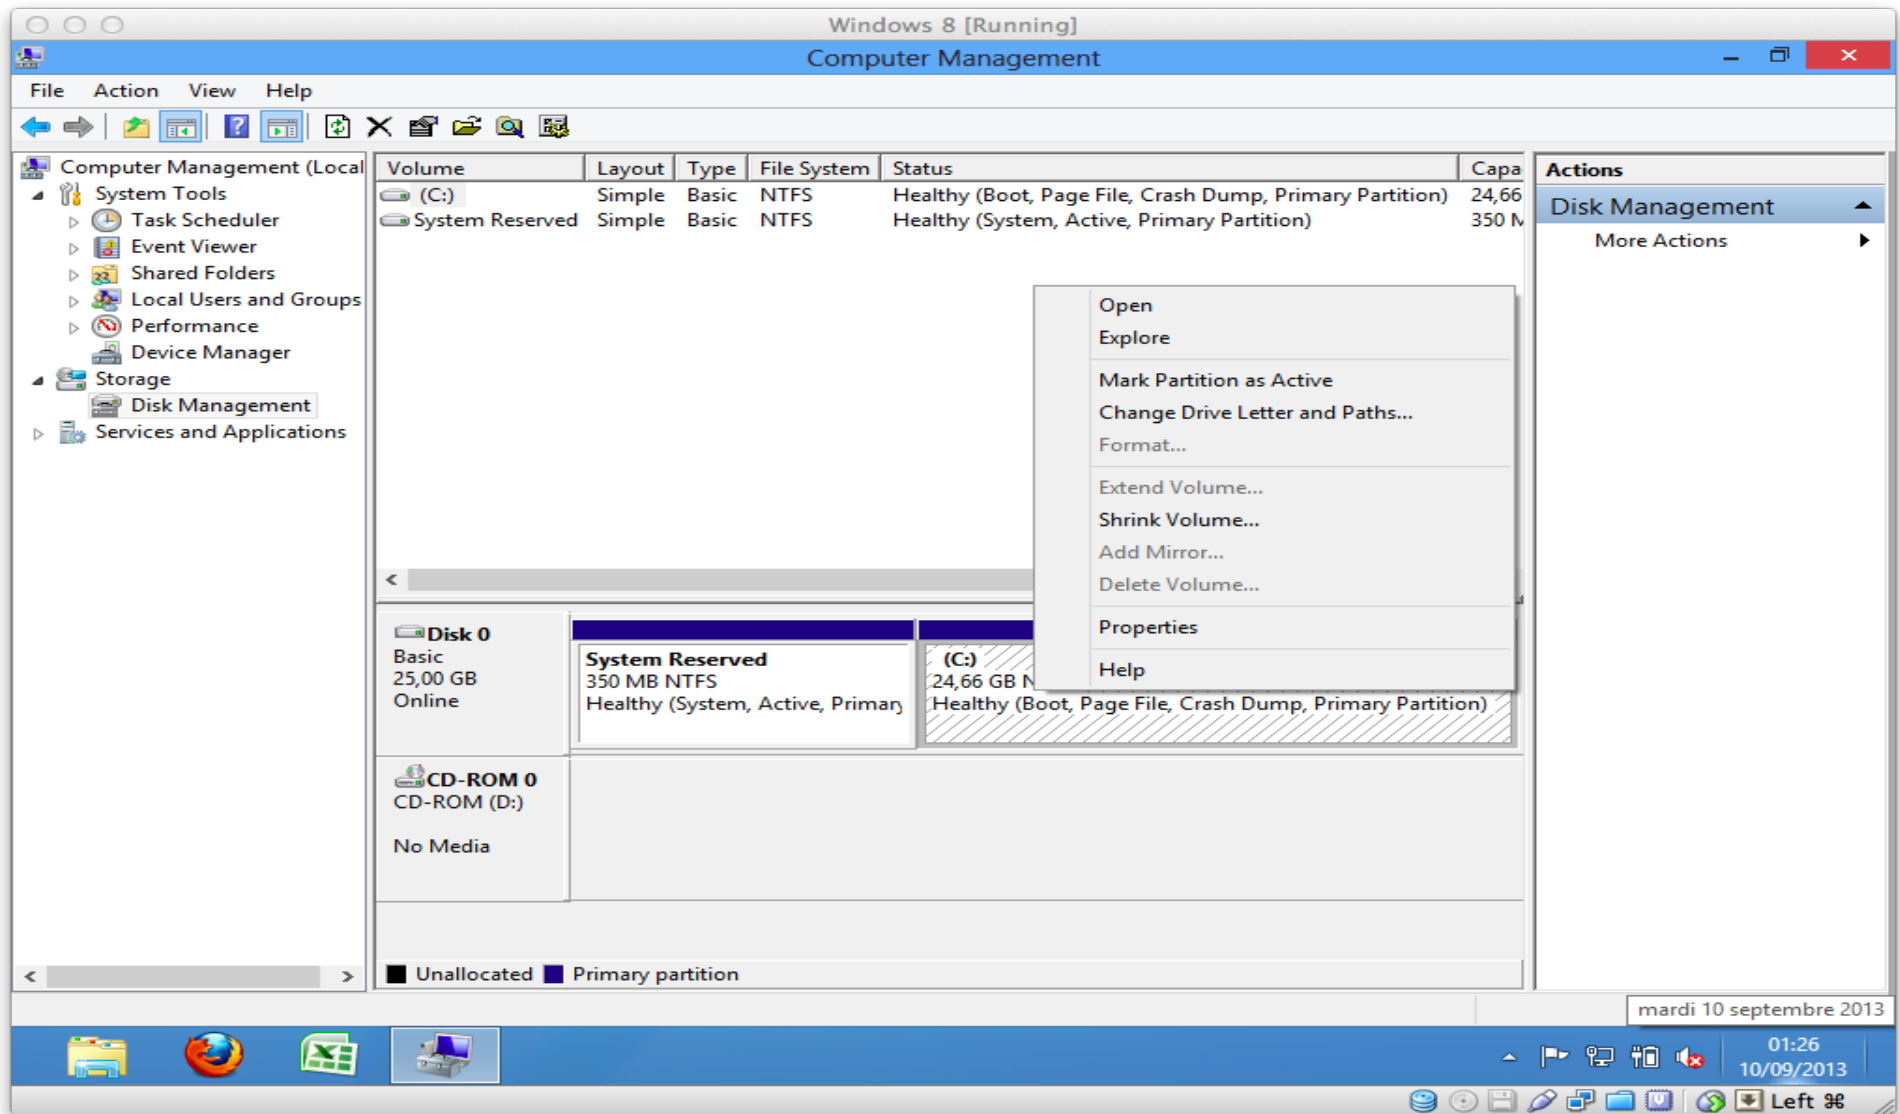 Windows 8 [Running]
Computer Management
File Action View Help
Computer Management (Local
System Tools
Task Scheduler
Event Viewer
Shared Folders
Local Users and Groups
Performance
Device Manager
Storage
Disk Management
Services and Applications
Volume Layout Type File System Status Capa
(C:) Simple Basic NTFS Healthy (Boot, Page File, Crash Dump, Primary Partition) 24,66
System Reserved Simple Basic NTFS Healthy (System, Active, Primary Partition) 350 M
Open
Explore
Mark Partition as Active
Change Drive Letter and Paths...
Format...
Extend Volume...
Shrink Volume...
Add Mirror...
Delete Volume...
Properties
Help
Disk 0
Basic
25,00 GB
Online
System Reserved
350 MB NTFS
Healthy (System, Active, Primary
(C:)
24,66 GB N
Healthy (Boot, Page File, Crash Dump, Primary Partition)
CD-ROM 0
CD-ROM (D:)
No Media
Unallocated Primary partition
Actions
Disk Management
More Actions
mardi 10 septembre 2013
01:26
10/09/2013
Left ⌘